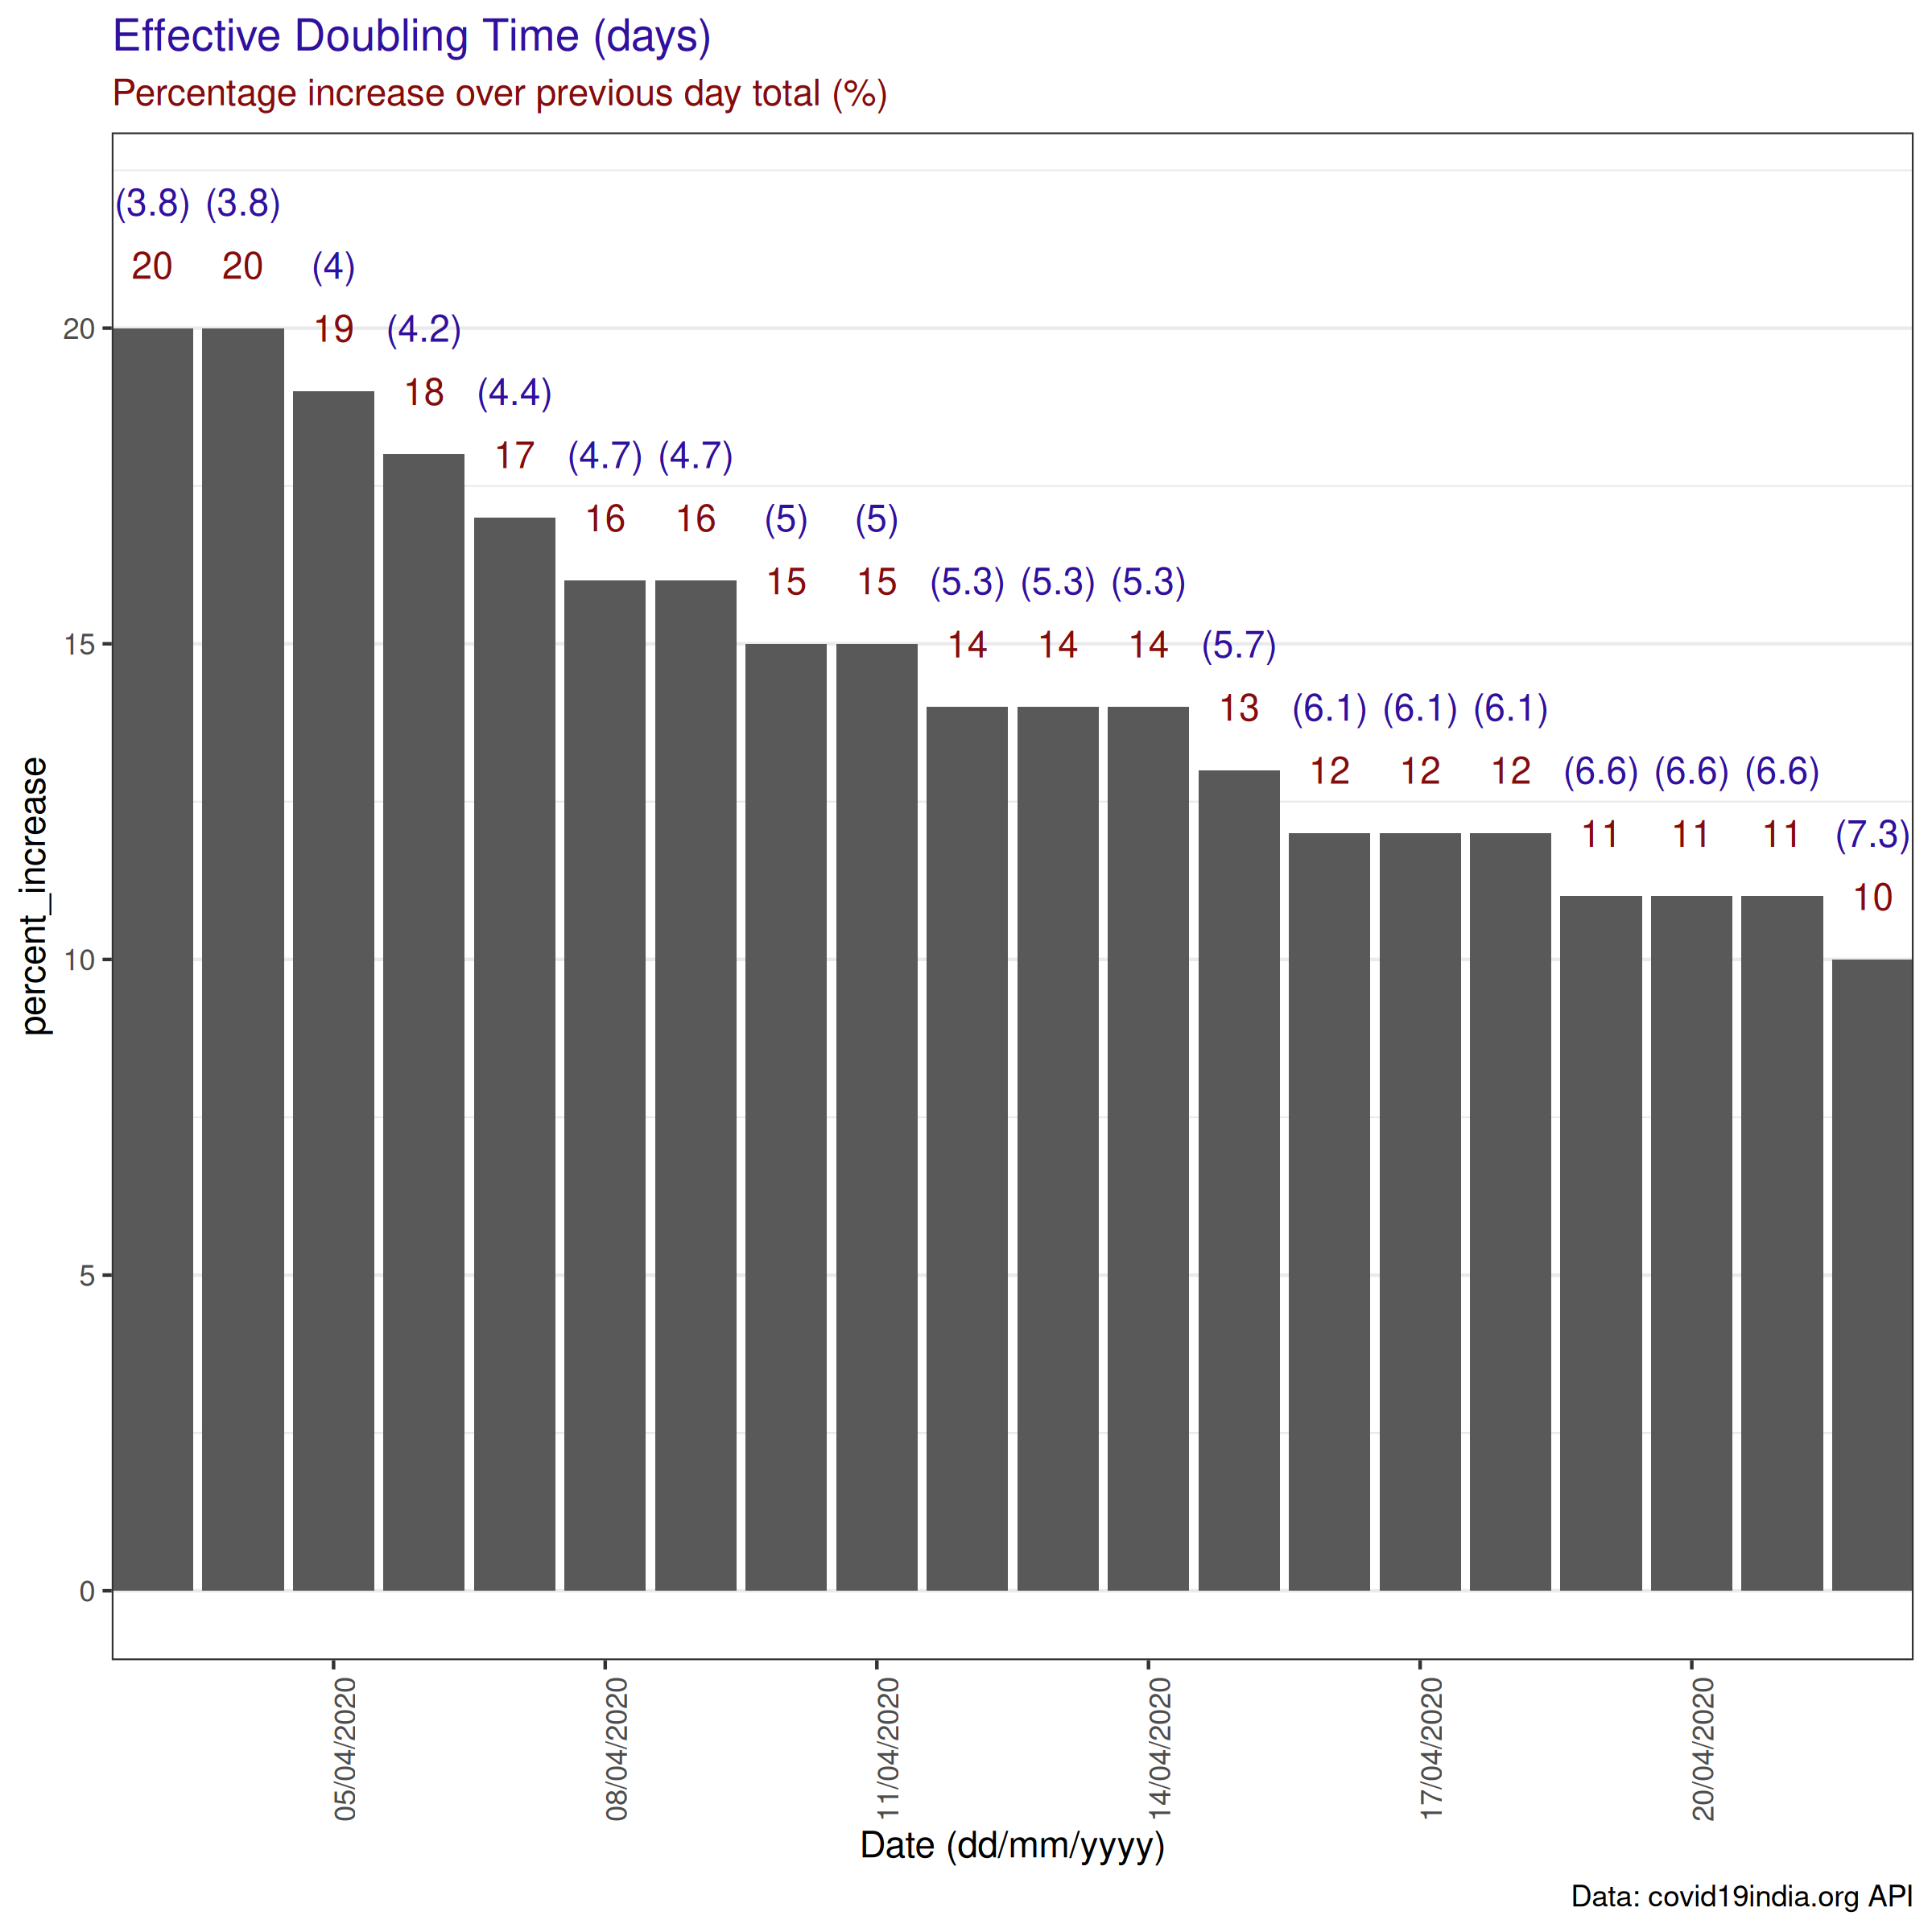 Effective Doubling Time (days)
Percentage increase over previous day total (%)
(3.8) (3.8)
20 20 (4)
20 19 (4.2)
18 (4.4)
17 (4.7) (4.7)
16 16 (5) (5)
15 15 (5.3) (5.3) (5.3)
15 14 14 14 (5.7)
13 (6.1) (6.1) (6.1)
12 12 12 (6.6) (6.6) (6.6)
11 11 11 (7.3)
10
10
5
0
percent_increase
05/04/2020 08/04/2020 11/04/2020 14/04/2020 17/04/2020 20/04/2020
Date (dd/mm/yyyy)
Data: covid19india.org API